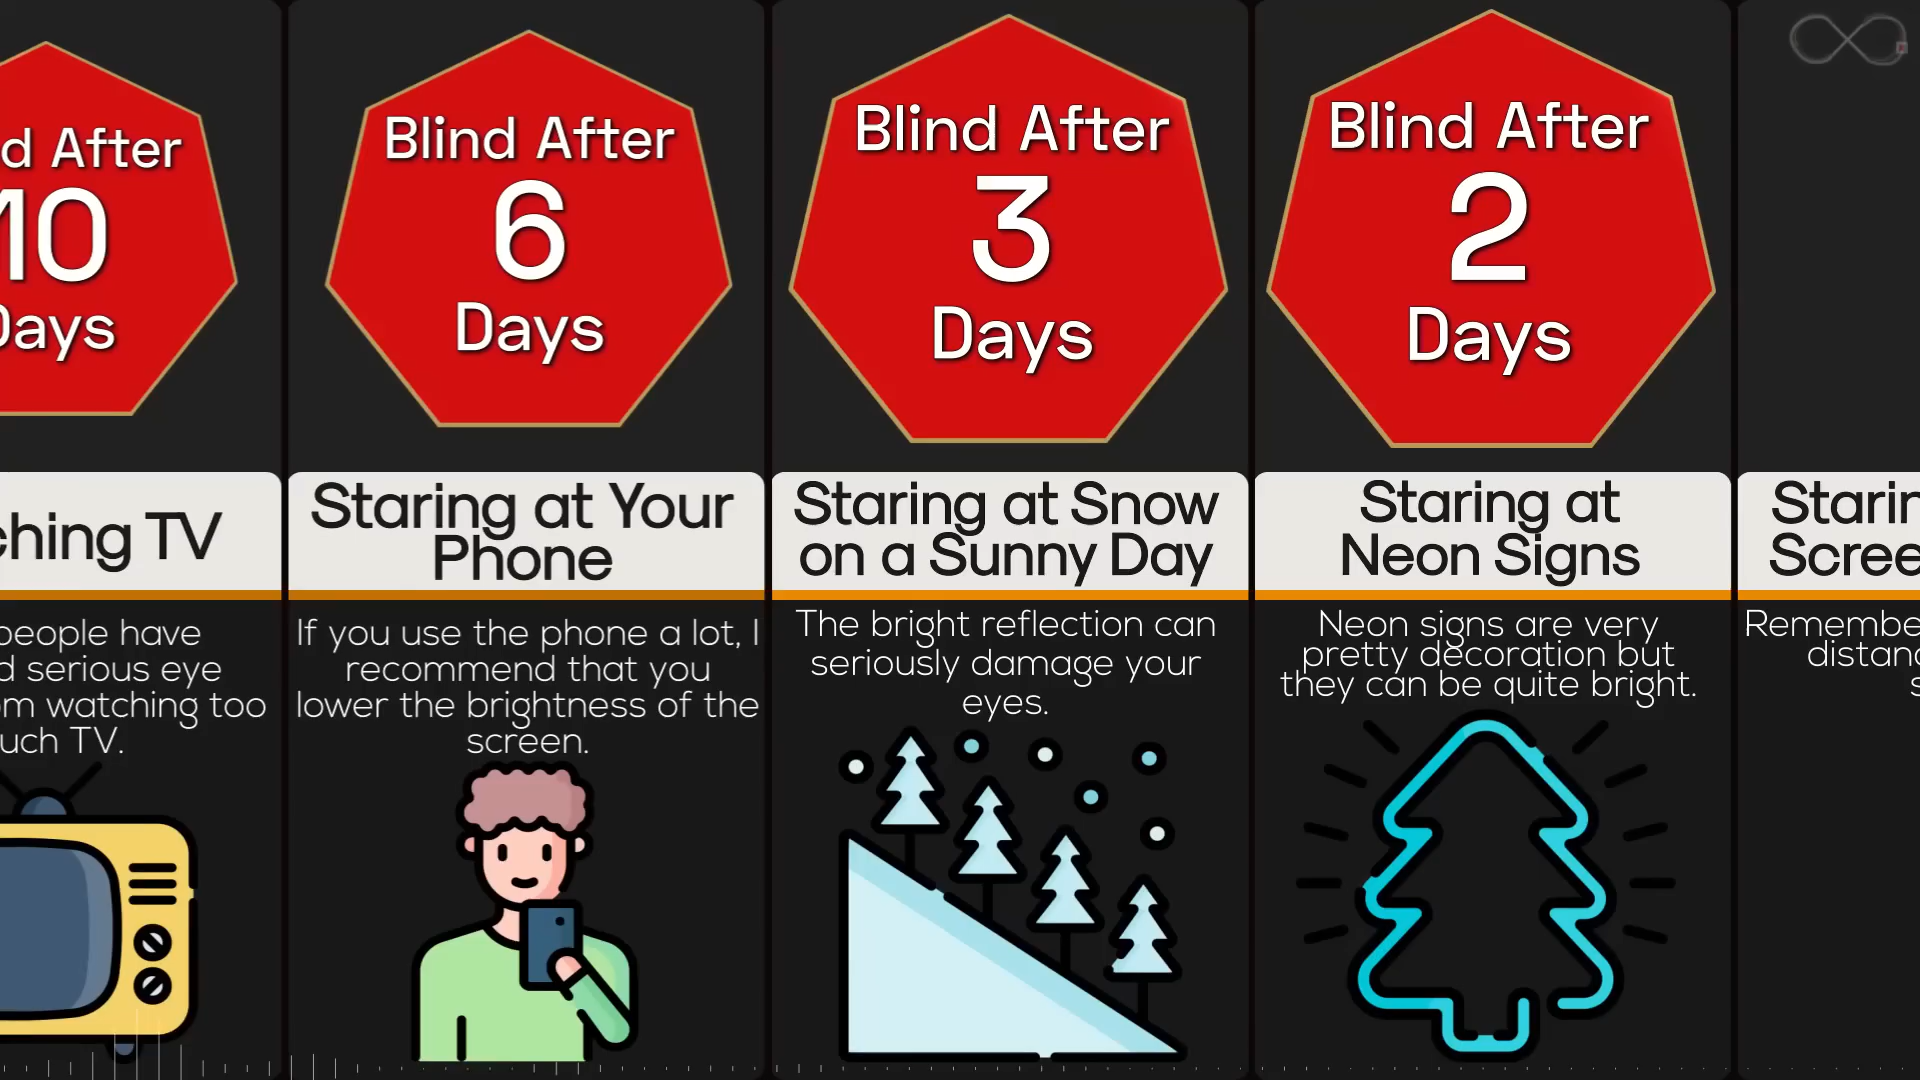 d After
10
Days
ching TV
people have
d serious eye
om watching too
uch TV.
Blind After
6
Days
Staring at Your
Phone
If you use the phone a lot, I
recommend that you
lower the brightness of the
screen.
Blind After
3
Days
Staring at Snow
on a Sunny Day
The bright reflection can
seriously damage your
eyes.
Blind After
2
Days
Staring at
Neon Signs
Neon signs are very
pretty decoration but
they can be quite bright.
Starin
Scree
Remembe
distan
s